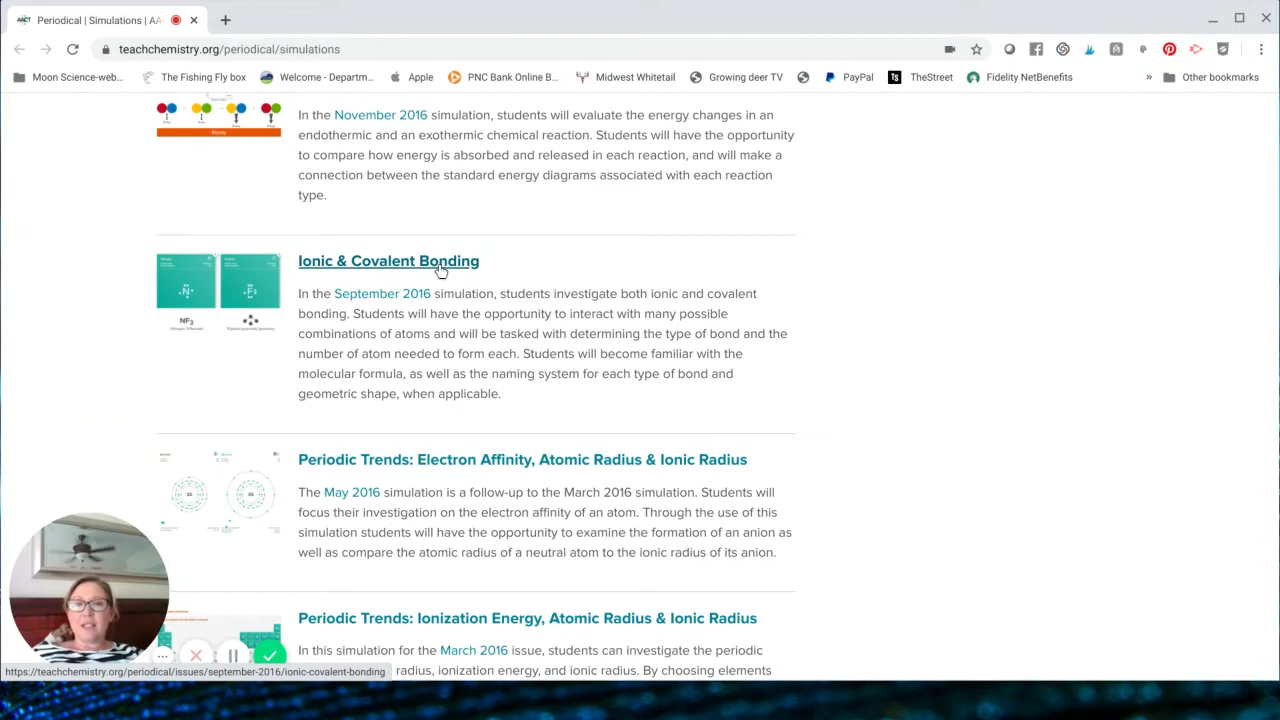 Periodical | Simulations | AA
teachchemistry.org/periodical/simulations
Moon Science-web... The Fishing Fly box Welcome - Departm... Apple PNC Bank Online B... Midwest Whitetail Growing deer TV PayPal TS TheStreet Fidelity NetBenefits » Other bookmarks
In the November 2016 simulation, students will evaluate the energy changes in an
endothermic and an exothermic chemical reaction. Students will have the opportunity
to compare how energy is absorbed and released in each reaction, and will make a
connection between the standard energy diagrams associated with each reaction
type.
Ionic & Covalent Bonding
N F2
NF3
In the September 2016 simulation, students investigate both ionic and covalent
bonding. Students will have the opportunity to interact with many possible
combinations of atoms and will be tasked with determining the type of bond and the
number of atom needed to form each. Students will become familiar with the
molecular formula, as well as the naming system for each type of bond and
geometric shape, when applicable.
Periodic Trends: Electron Affinity, Atomic Radius & Ionic Radius
The May 2016 simulation is a follow-up to the March 2016 simulation. Students will
focus their investigation on the electron affinity of an atom. Through the use of this
simulation students will have the opportunity to examine the formation of an anion as
well as compare the atomic radius of a neutral atom to the ionic radius of its anion.
Periodic Trends: Ionization Energy, Atomic Radius & Ionic Radius
In this simulation for the March 2016 issue, students can investigate the periodic
radius, ionization energy, and ionic radius. By choosing elements
https://teachchemistry.org/periodical/issues/september-2016/ionic-covalent-bonding